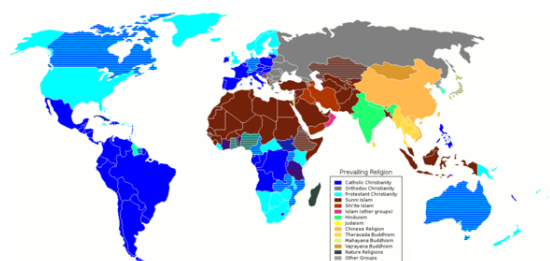 Prevailing Religion
Catholic Christianity
Orthodox Christianity
Protestant Christianity
Sunni Islam
Shi'ite Islam
Islam (other groups)
Hinduism
Judaism
Chinese Religion
Theravada Buddhism
Mahayana Buddhism
Vajrayana Buddhism
Nature Religions
Other Groups